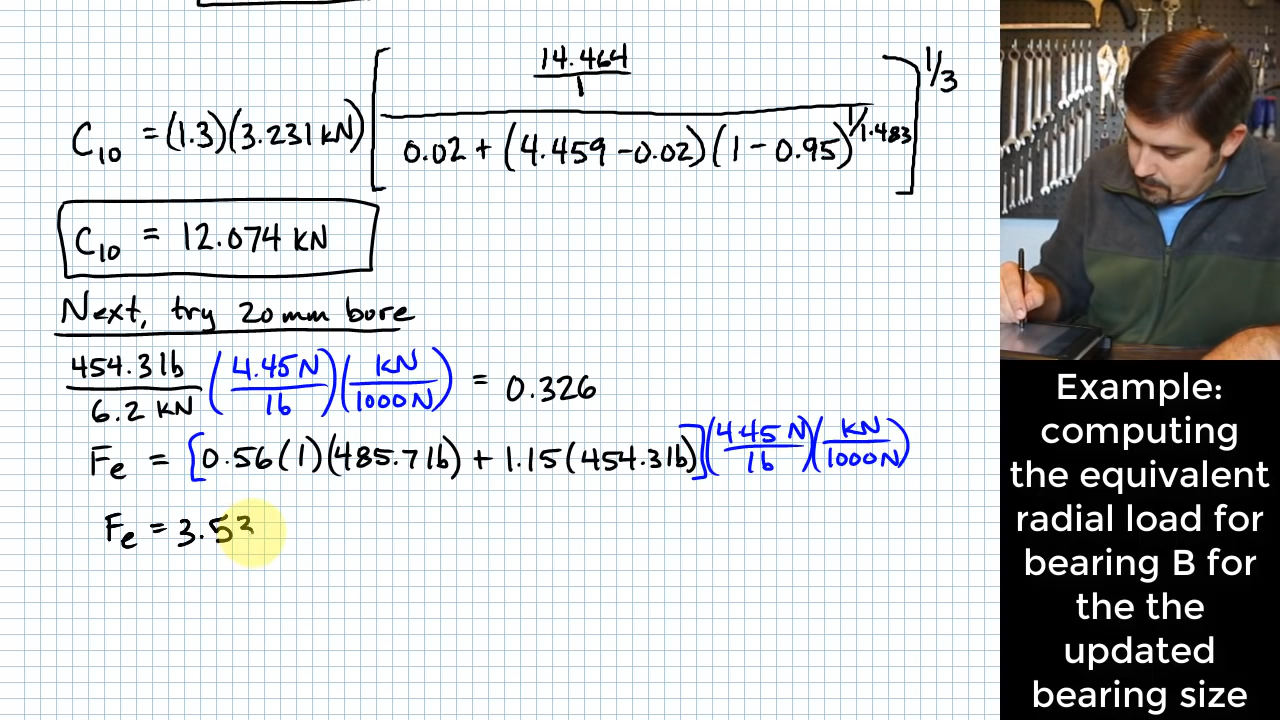 C10 = (1.3)(3.231 kN) [ (14.464/1) / (0.02 + (4.459 - 0.02)(1 - 0.95)^(1/1.483)) ]^(1/3)
C10 = 12.074 kN
Next, try 20mm bore
454.3 lb / 6.2 kN (4.45 N / lb)(kN / 1000 N) = 0.326
Fe = [0.56(1)(485.7 lb) + 1.15(454.3 lb)](4.45 N / lb)(kN / 1000 N)
Fe = 3.53
Example:
computing
the equivalent
radial load for
bearing B for
the the
updated
bearing size